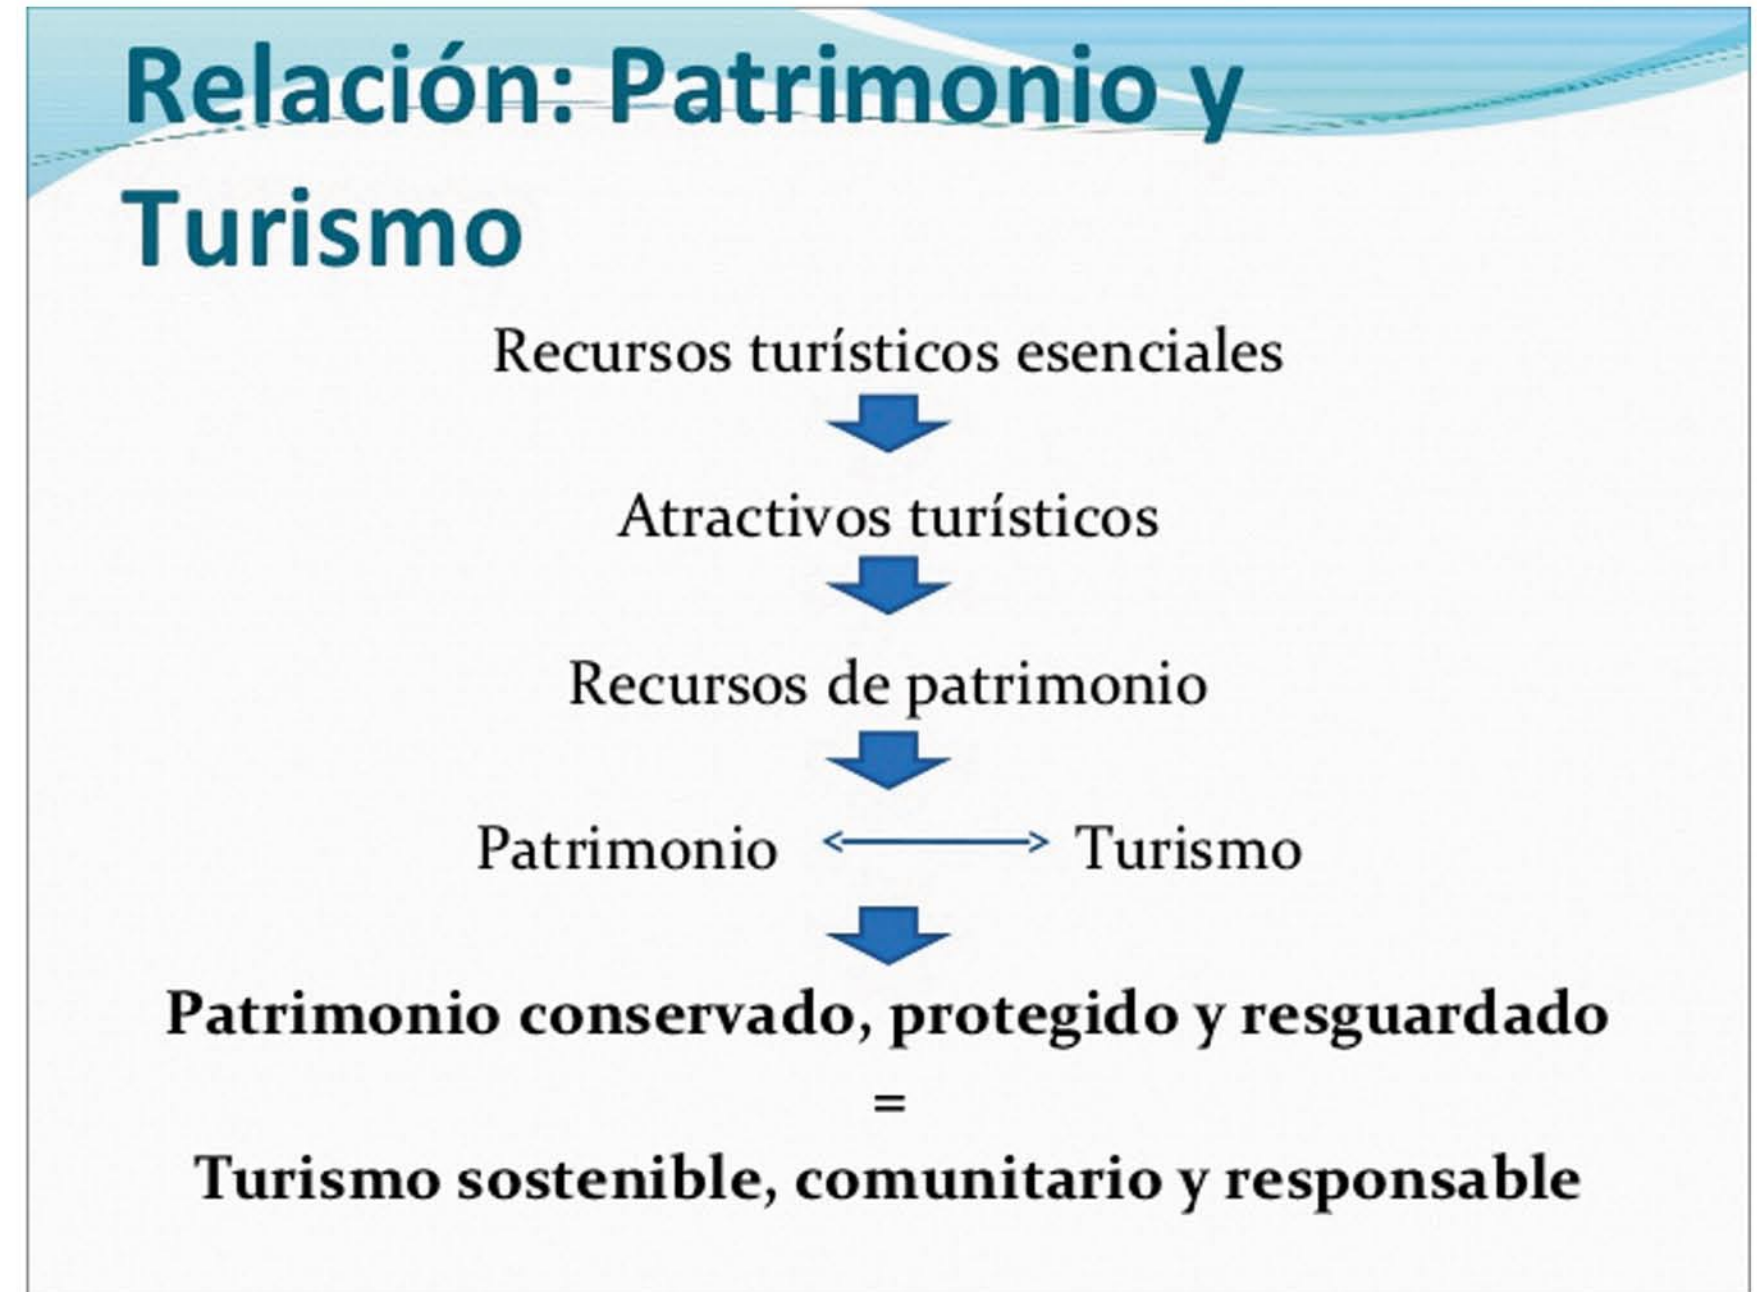 Relación: Patrimonio y
Turismo
Recursos turísticos esenciales
Atractivos turísticos
Recursos de patrimonio
Patrimonio Turismo
Patrimonio conservado, protegido y resguardado
=
Turismo sostenible, comunitario y responsable